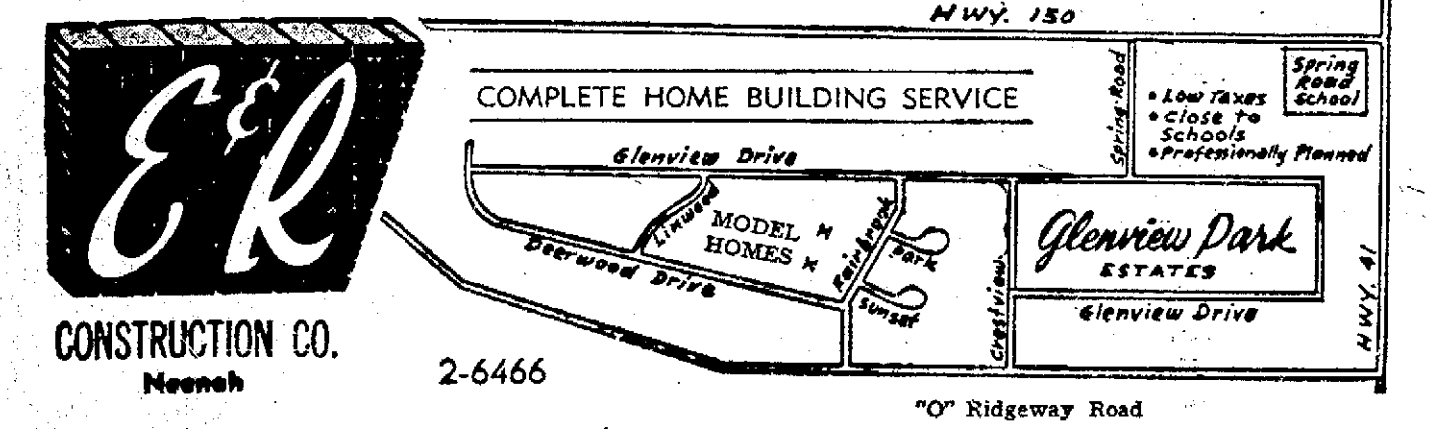 E & R
CONSTRUCTION CO.
Neenah
2-6466
COMPLETE HOME BUILDING SERVICE
HWY. 150
Spring Road
Spring
Road
School
• Low Taxes
• Close to
Schools
• Professionally Planned
Glenview Drive
Linwood
MODEL
HOMES
Fairbrook
Park
Sunset
Deerwood Drive
Crestview
Glenview Park
ESTATES
Glenview Drive
HWY. 41
"O" Ridgeway Road